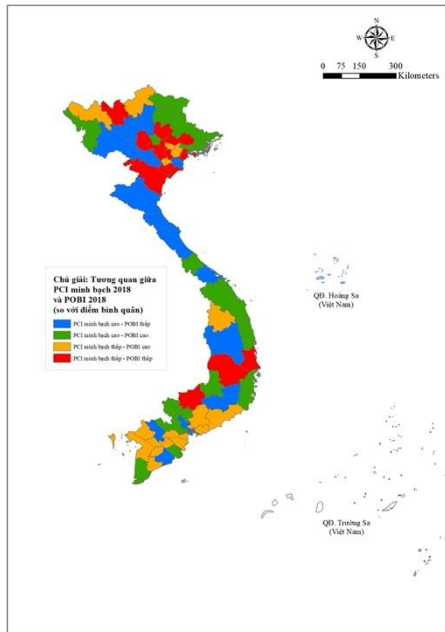 N
W E
S
0 75 150 300
Kilometers
QĐ. Hoàng Sa
(Việt Nam)
Chú giải: Tương quan giữa
PCI minh bạch 2018
và POBI 2018
(so với điểm bình quân)
PCI minh bạch cao - POBI thấp
PCI minh bạch cao - POBI cao
PCI minh bạch thấp - POBI cao
PCI minh bạch thấp - POBI thấp
QĐ. Trường Sa
(Việt Nam)